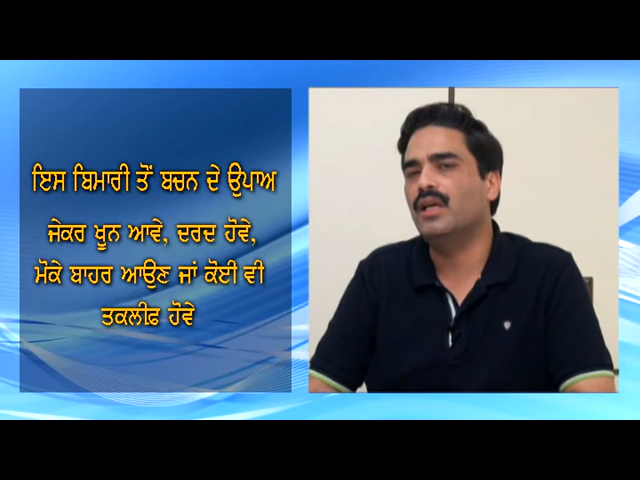 ਇਸ ਬਿਮਾਰੀ ਤੋਂ ਬਚਨ ਦੇ ਉਪਾਅ
ਜੇਕਰ ਖੂਨ ਆਵੇ, ਦਰਦ ਹੋਵੇ,
ਮੋਕੇ ਬਾਹਰ ਆਉਣ ਜਾਂ ਕੋਈ ਵੀ
ਤਕਲੀਫ਼ ਹੋਵੇ